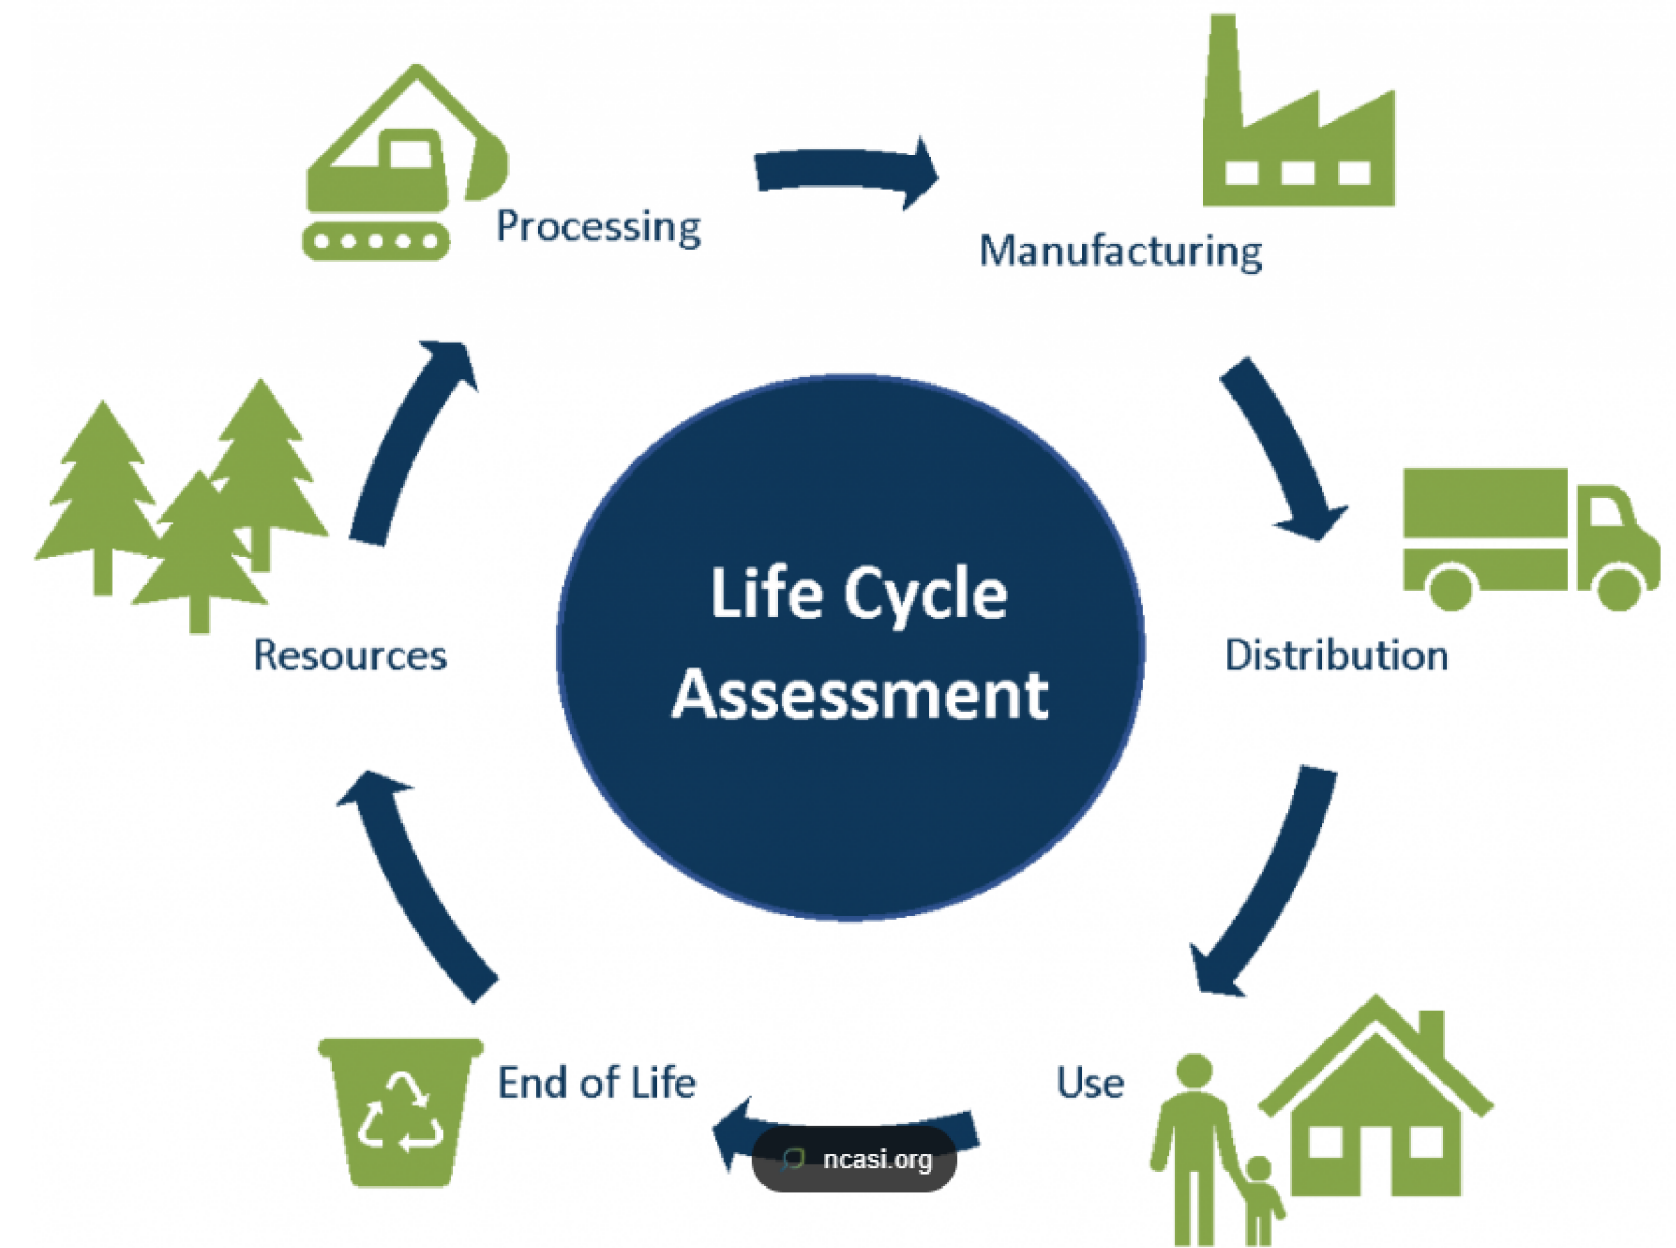 Processing
Manufacturing
Life Cycle
Assessment
Resources
Distribution
End of Life
Use
ncasi.org